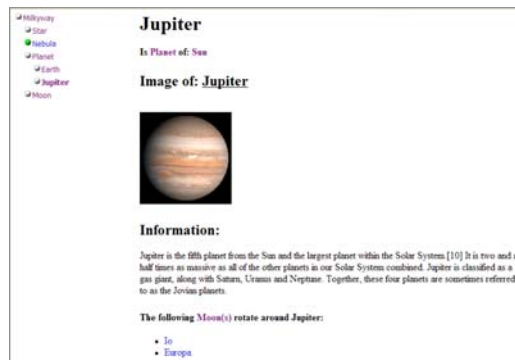 Milkyway
Star
Nebula
Planet
Earth
Jupiter
Moon
Jupiter
Is Planet of: Sun
Image of: Jupiter
Information:
Jupiter is the fifth planet from the Sun and the largest planet within the Solar System.[10] It is two and a
half times as massive as all of the other planets in our Solar System combined. Jupiter is classified as a
gas giant, along with Saturn, Uranus and Neptune. Together, these four planets are sometimes referred
to as the Jovian planets.
The following Moon(s) rotate around Jupiter:
Io
Europa